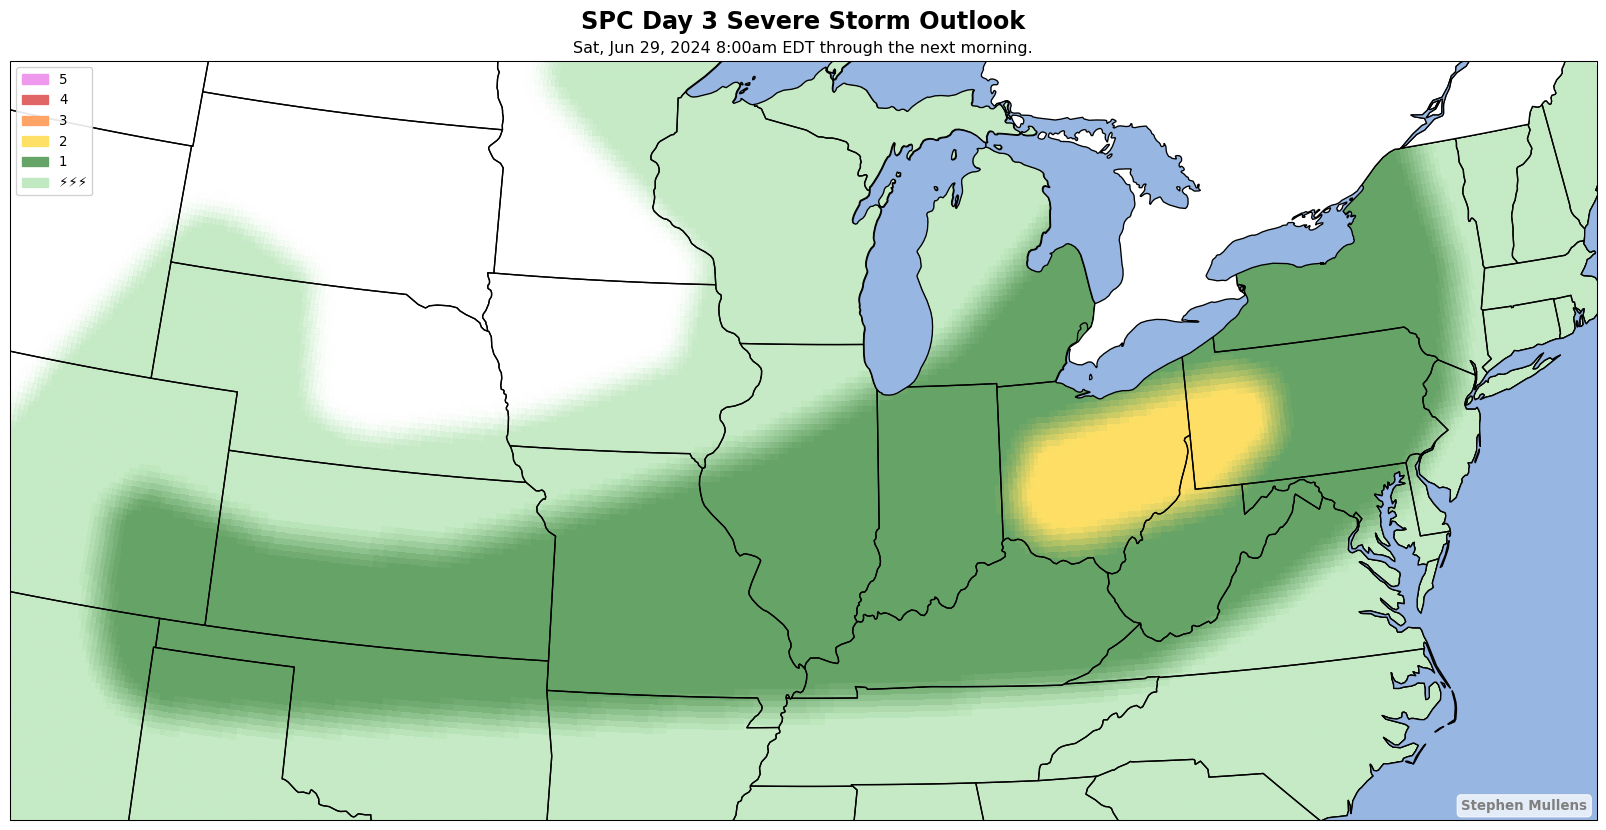 SPC Day 3 Severe Storm Outlook
Sat, Jun 29, 2024 8:00am EDT through the next morning.
5
4
3
2
1
⚡⚡⚡
Stephen Mullens